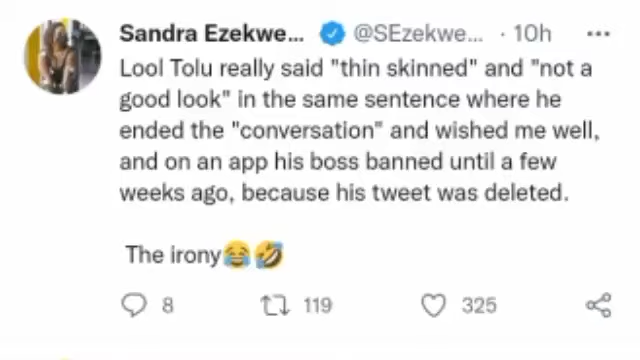 Sandra Ezekwe... @SEzekwe... · 10h ...
Lool Tolu really said "thin skinned" and "not a
good look" in the same sentence where he
ended the "conversation" and wished me well,
and on an app his boss banned until a few
weeks ago, because his tweet was deleted.
The irony😂🤣
8 119 325